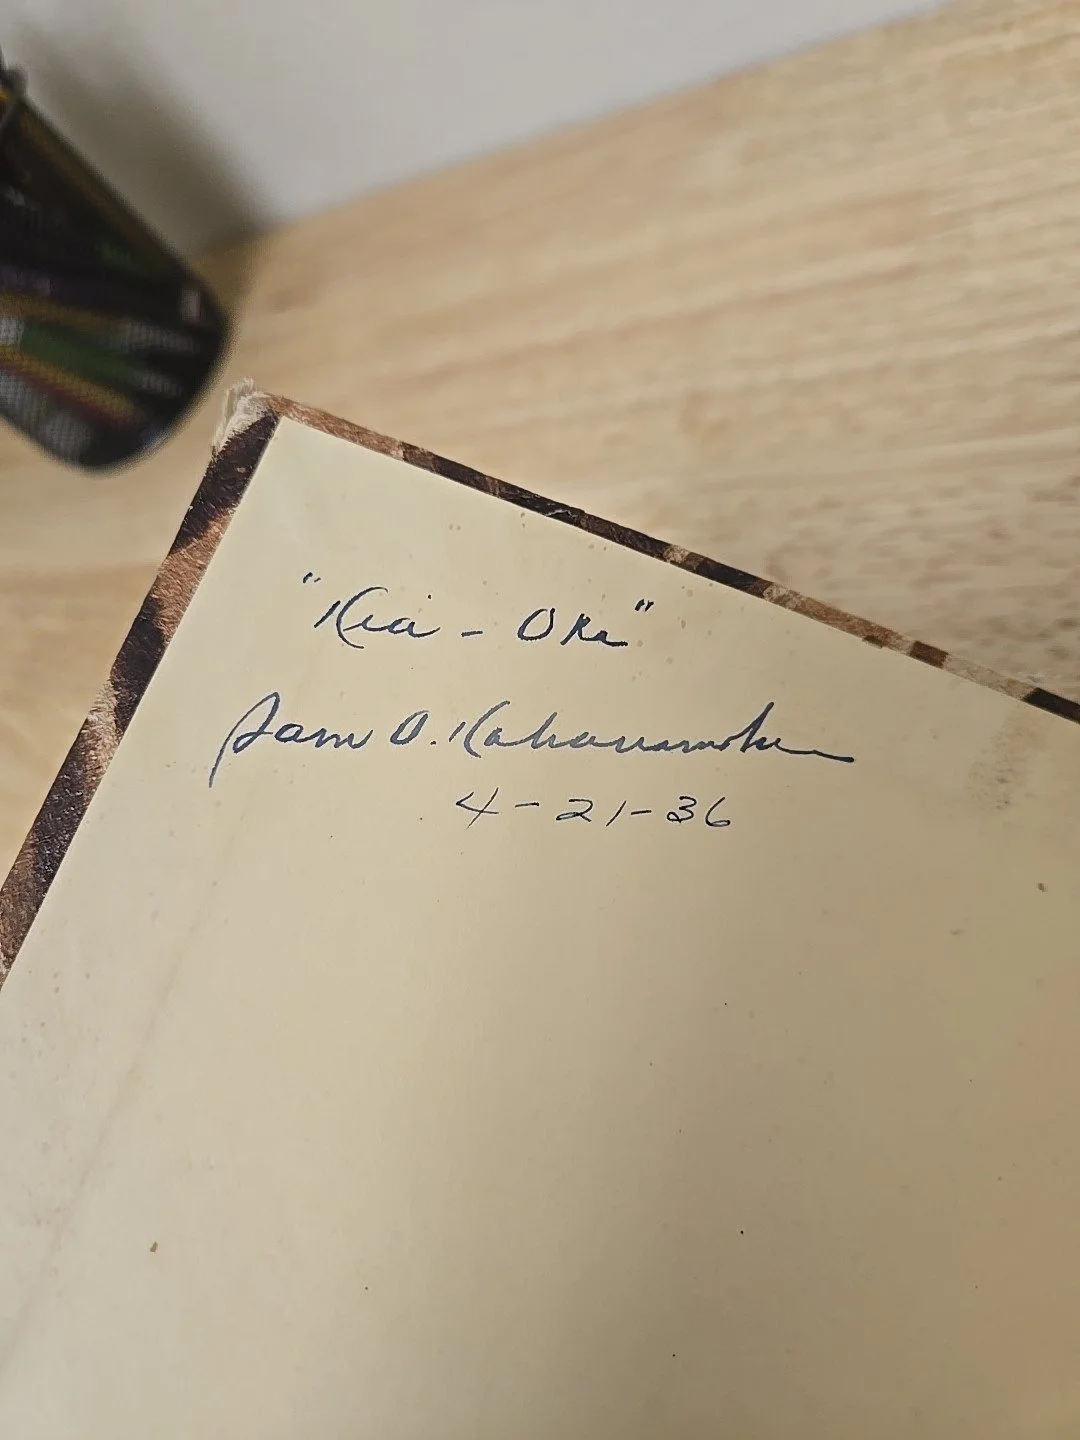 "Kia - Ora"
Sam O. Kahanamoku
4-21-36